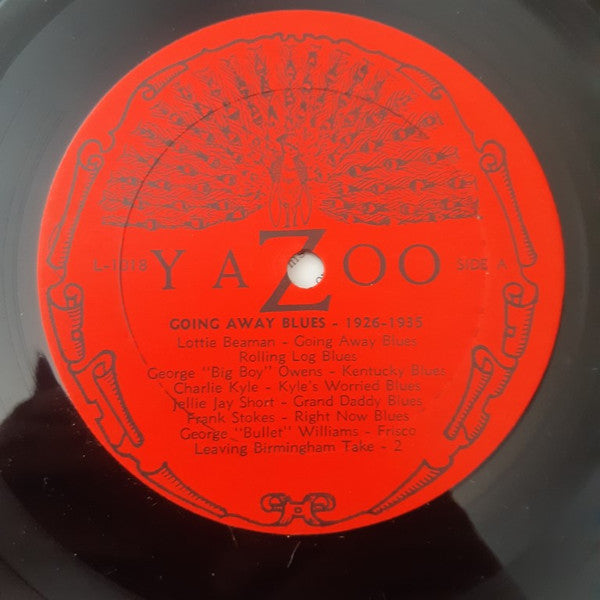 L-1018 YAZOO SIDE A
GOING AWAY BLUES - 1926-1935
Lottie Beaman - Going Away Blues
Rolling Log Blues
George "Big Boy" Owens - Kentucky Blues
Charlie Kyle - Kyle's Worried Blues
Jellie Jay Short - Grand Daddy Blues
Frank Stokes - Right Now Blues
George "Bullet" Williams - Frisco
Leaving Birmingham Take - 2